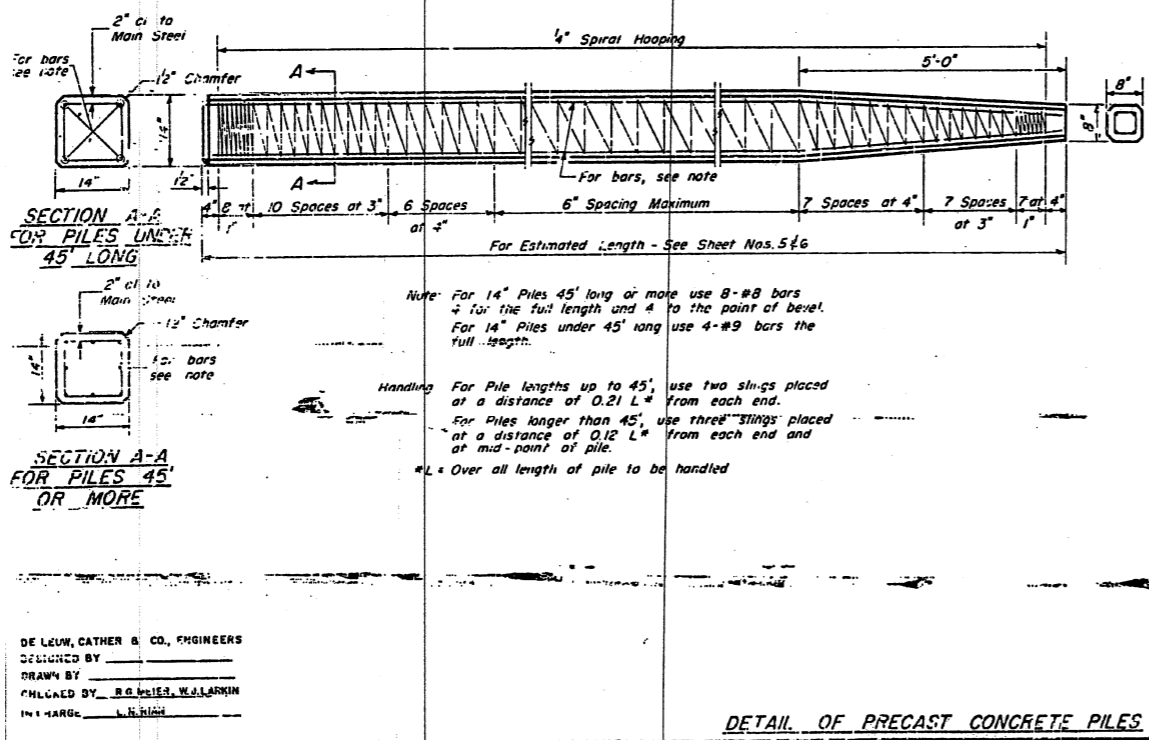 2" cl to
Main Steel
For bars
see note
1/2" Chamfer
14"
14"
SECTION A-A
FOR PILES UNDER
45' LONG
1/4" Spiral Hooping
5'-0"
A
A
8"
8"
For bars, see note
1/2"
4"
8 at
1"
10 Spaces at 3"
6 Spaces
at 4"
6" Spacing Maximum
7 Spaces at 4"
7 Spaces
at 3"
7 at
1"
4"
For Estimated Length - See Sheet Nos. 5 & 6
2" cl to
Main Steel
1/2" Chamfer
For bars
see note
14"
14"
SECTION A-A
FOR PILES 45'
OR MORE
Note: For 14" Piles 45' long or more use 8-#8 bars
4 for the full length and 4 to the point of bevel.
For 14" Piles under 45' long use 4-#9 bars the
full length.
Handling For Pile lengths up to 45', use two slings placed
at a distance of 0.21 L* from each end.
For Piles longer than 45', use three slings placed
at a distance of 0.12 L* from each end and
at mid-point of pile.
*L = Over all length of pile to be handled
DE LEUW, CATHER & CO., ENGINEERS
DESIGNED BY
DRAWN BY
CHECKED BY R.G. MEIER, W.J. LARKIN
IN CHARGE
DETAIL OF PRECAST CONCRETE PILES